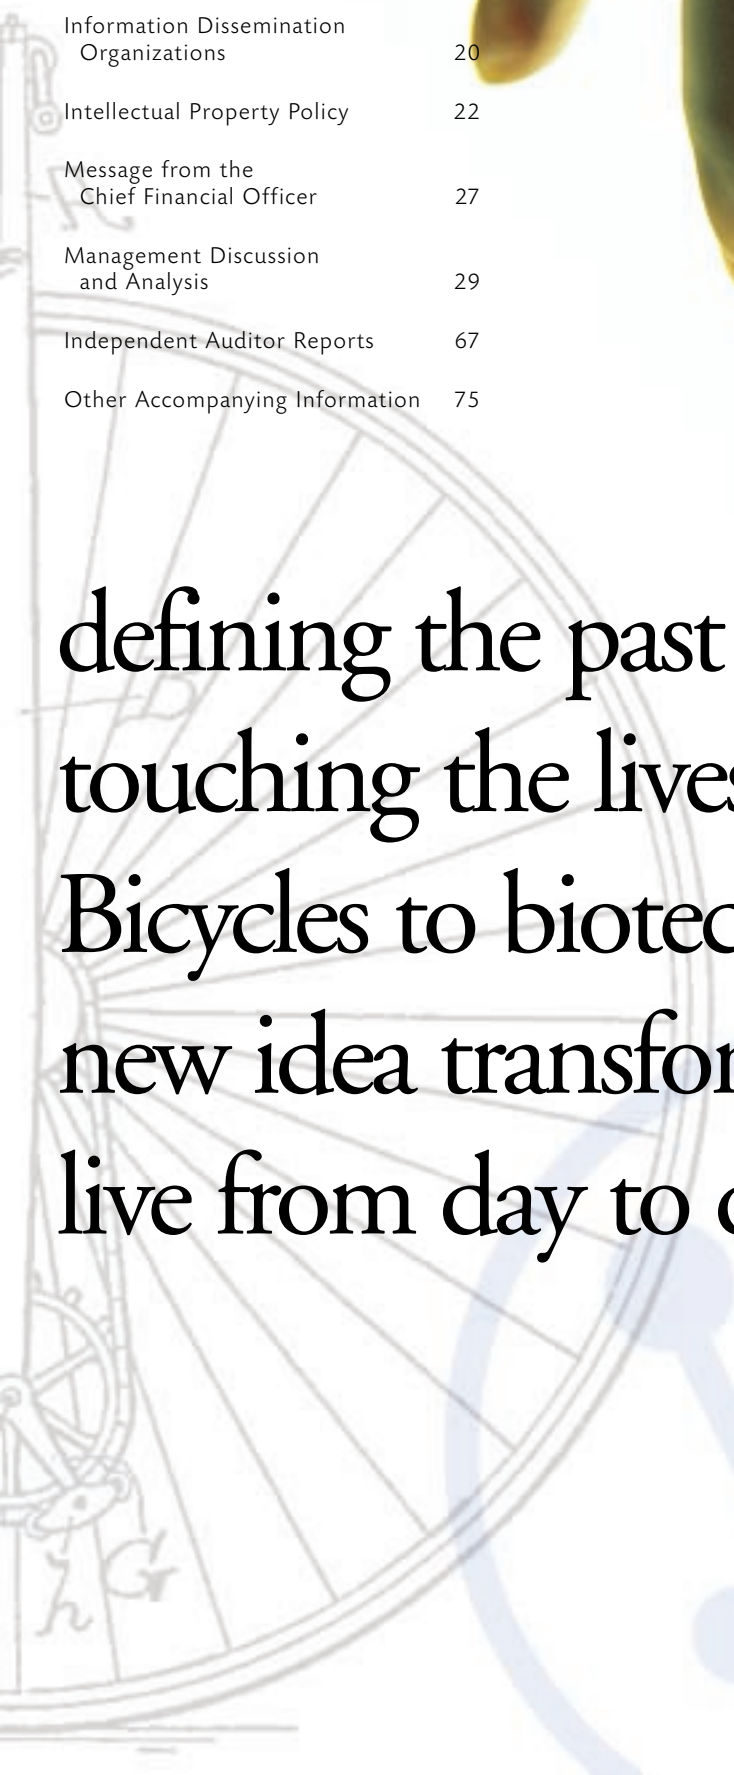 Information Dissemination
Organizations 20
Intellectual Property Policy 22
Message from the
Chief Financial Officer 27
Management Discussion
and Analysis 29
Independent Auditor Reports 67
Other Accompanying Information 75
defining the past
touching the lives
Bicycles to biotec
new idea transfor
live from day to
G
h